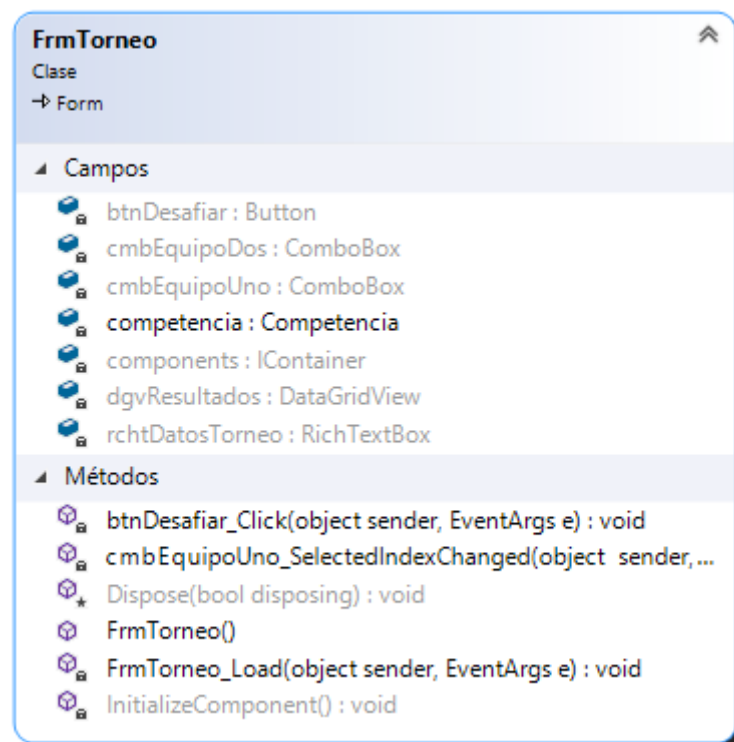 FrmTorneo
Clase
Form
Campos
btnDesafiar : Button
cmbEquipoDos : ComboBox
cmbEquipoUno : ComboBox
competencia : Competencia
components : IContainer
dgvResultados : DataGridView
rchtDatosTorneo : RichTextBox
Métodos
btnDesafiar_Click(object sender, EventArgs e) : void
cmbEquipoUno_SelectedIndexChanged(object sender, ...
Dispose(bool disposing) : void
FrmTorneo()
FrmTorneo_Load(object sender, EventArgs e) : void
InitializeComponent() : void